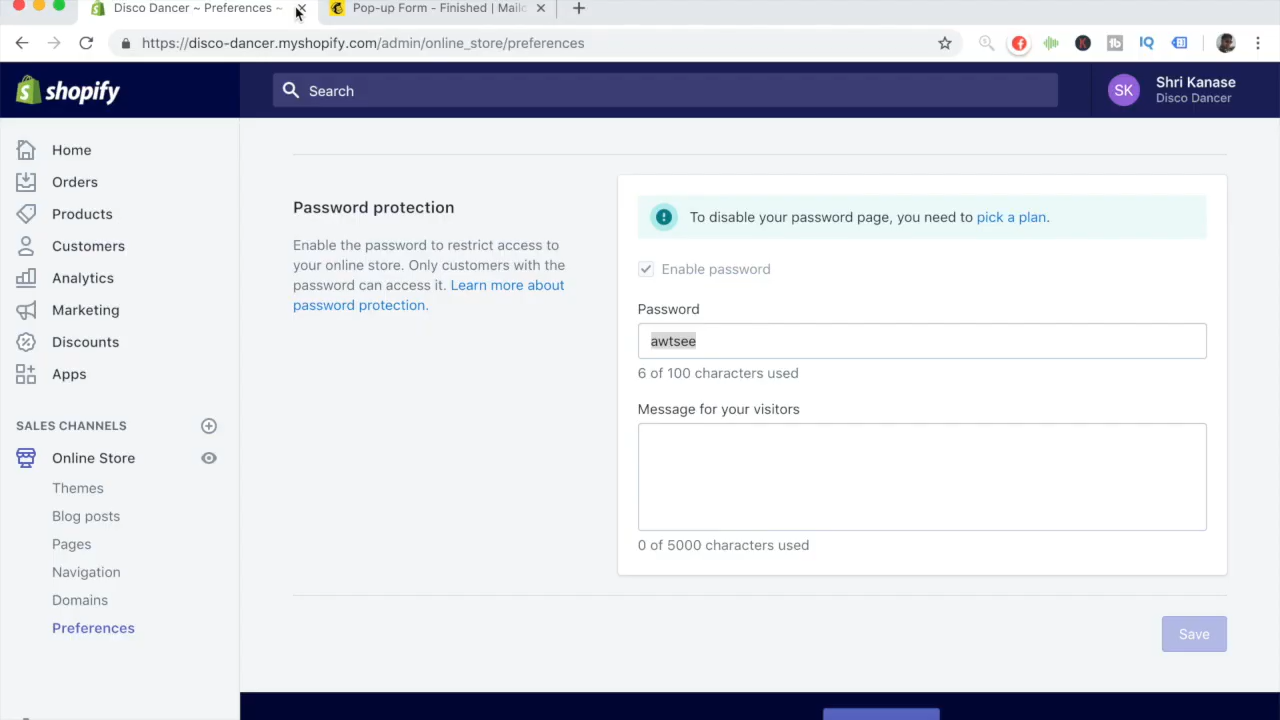 Disco Dancer ~ Preferences ~
Pop-up Form - Finished | Mailc
https://disco-dancer.myshopify.com/admin/online_store/preferences
shopify
Search
SK
Shri Kanase
Disco Dancer
Home
Orders
Products
Customers
Analytics
Marketing
Discounts
Apps
SALES CHANNELS
Online Store
Themes
Blog posts
Pages
Navigation
Domains
Preferences
Password protection
Enable the password to restrict access to
your online store. Only customers with the
password can access it. Learn more about
password protection.
To disable your password page, you need to pick a plan.
Enable password
Password
awtsee
6 of 100 characters used
Message for your visitors
0 of 5000 characters used
Save